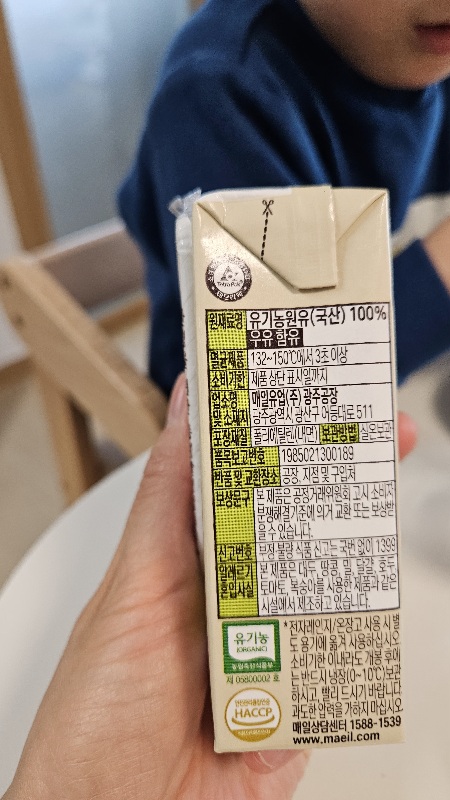 Tetra Pak
원재료명 유기농원유(국산) 100%
우유 함유
멸균제품 132~150℃에서 3초 이상
소비기한 제품 상단 표시일까지
업소명 및 소재지 매일유업(주) 광주공장
광주광역시 광산구 어등대로 511
포장재질 폴리에틸렌(내면) 보관방법 실온보관
품목보고번호 1985021300189
반품 및 교환장소 공장, 지점 및 구입처
보상문구 본 제품은 공정거래위원회 고시 소비자
분쟁해결기준에 의거 교환 또는 보상받
을 수 있습니다.
신고번호 부정·불량 식품 신고는 국번 없이 1399
알레르기 혼입사실 본 제품은 대두, 땅콩, 밀, 달걀, 호두,
토마토, 복숭아를 사용한 제품과 같은
시설에서 제조하고 있습니다.
유기농
(ORGANIC)
농림축산식품부
제 05800002 호
HACCP
*전자레인지/온장고 사용 시 별
도 용기에 옮겨 사용하십시오.
소비기한 이내라도 개봉 후에
는 반드시 냉장(0~10℃)보관
하시고, 빨리 드시기 바랍니다.
과도한 압력을 가하지 마십시오.
매일상담센터 1588-1539
www.maeil.com